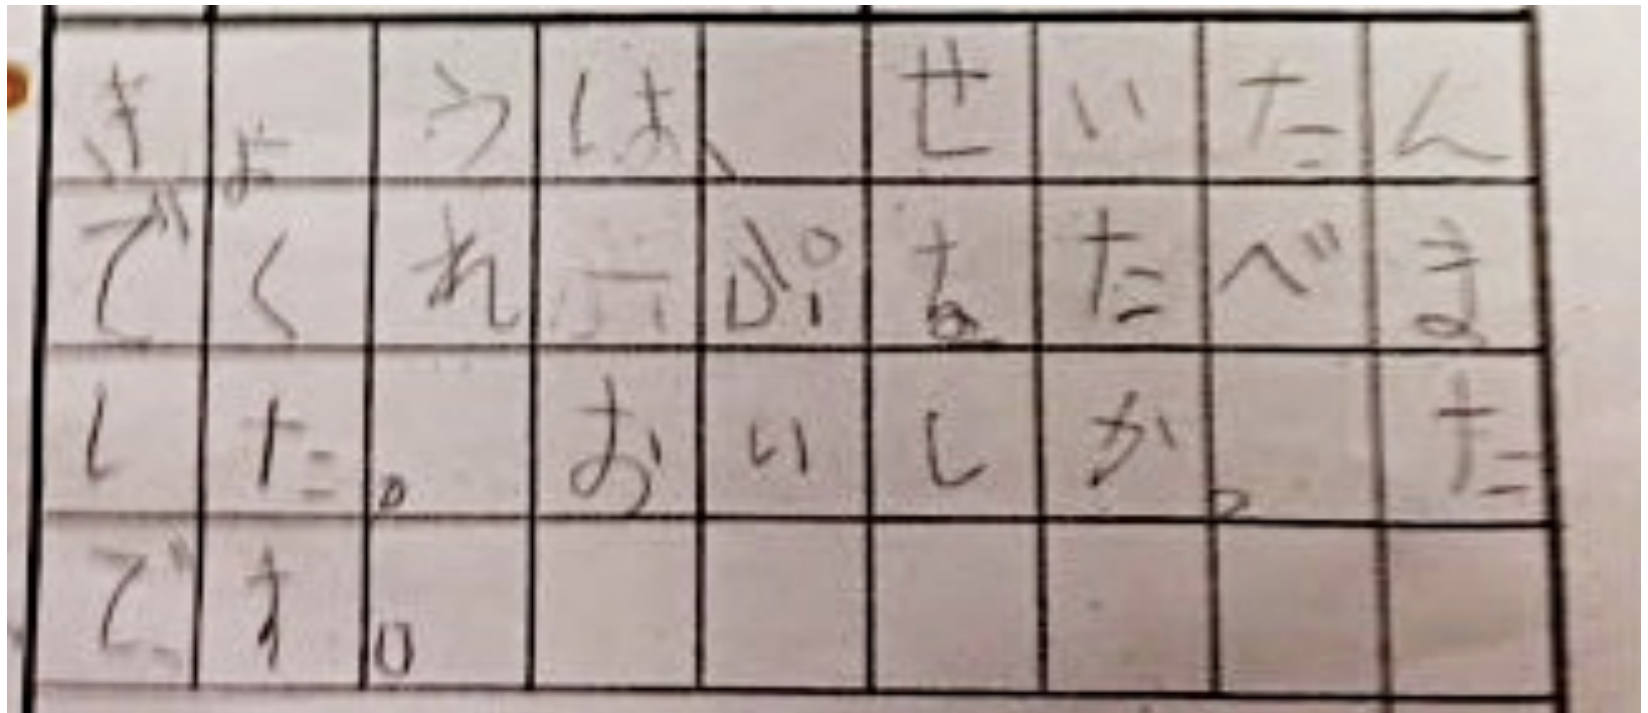 きょうは、せいたん
でくれーぷをたべま
した。おいしかった
です。